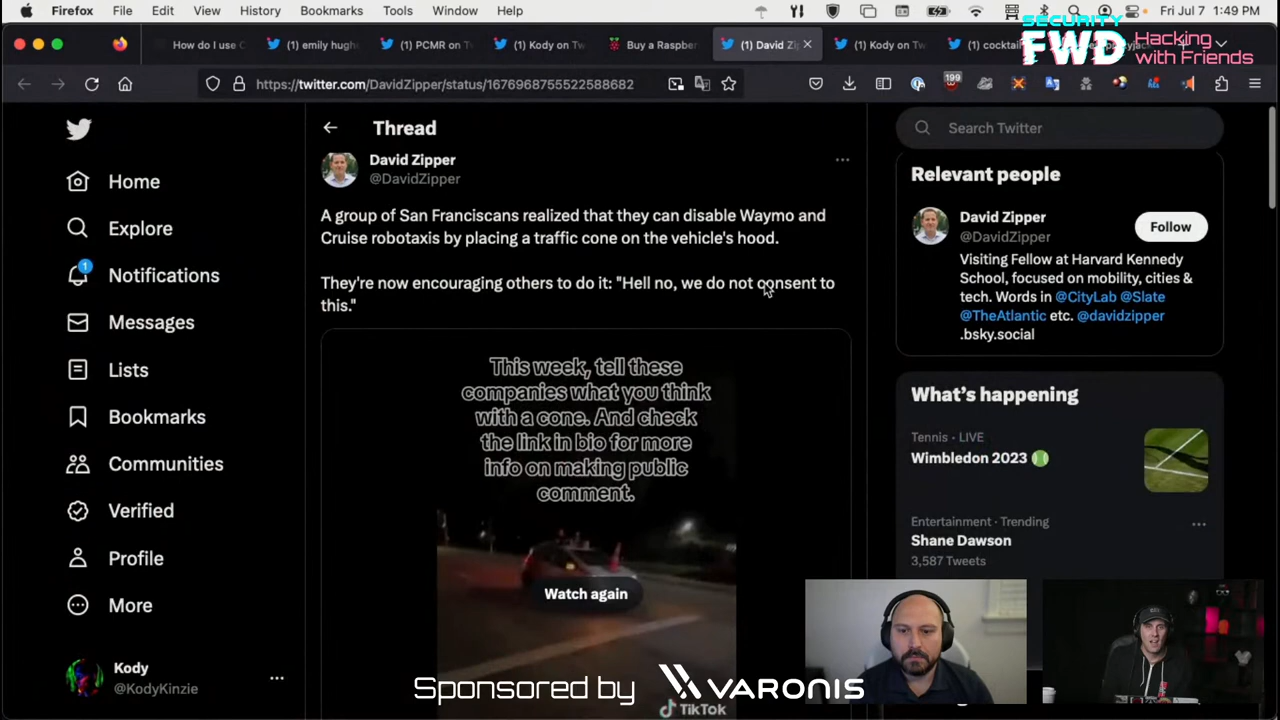 Firefox File Edit View History Bookmarks Tools Window Help Fri Jul 7 1:49 PM
SECURITY
FWD
Hacking
with Friends
How do I use (1) emily hugh (1) PCMR on T (1) Kody on Tw Buy a Raspber (1) David Zi (1) Kody on Tw (1) cocktail
https://twitter.com/DavidZipper/status/1676968755522588682
199
Home
Explore
1
Notifications
Messages
Lists
Bookmarks
Communities
Verified
Profile
More
Kody
@KodyKinzie
Thread
David Zipper
@DavidZipper
A group of San Franciscans realized that they can disable Waymo and
Cruise robotaxis by placing a traffic cone on the vehicle's hood.
They're now encouraging others to do it: "Hell no, we do not consent to
this."
This week, tell these
companies what you think
with a cone. And check
the link in bio for more
info on making public
comment.
Watch again
TikTok
Search Twitter
Relevant people
David Zipper
@DavidZipper
Follow
Visiting Fellow at Harvard Kennedy
School, focused on mobility, cities &
tech. Words in @CityLab @Slate
@TheAtlantic etc. @davidzipper
.bsky.social
What's happening
Tennis · LIVE
Wimbledon 2023
Entertainment · Trending
Shane Dawson
3,587 Tweets
Sponsored by VARONIS